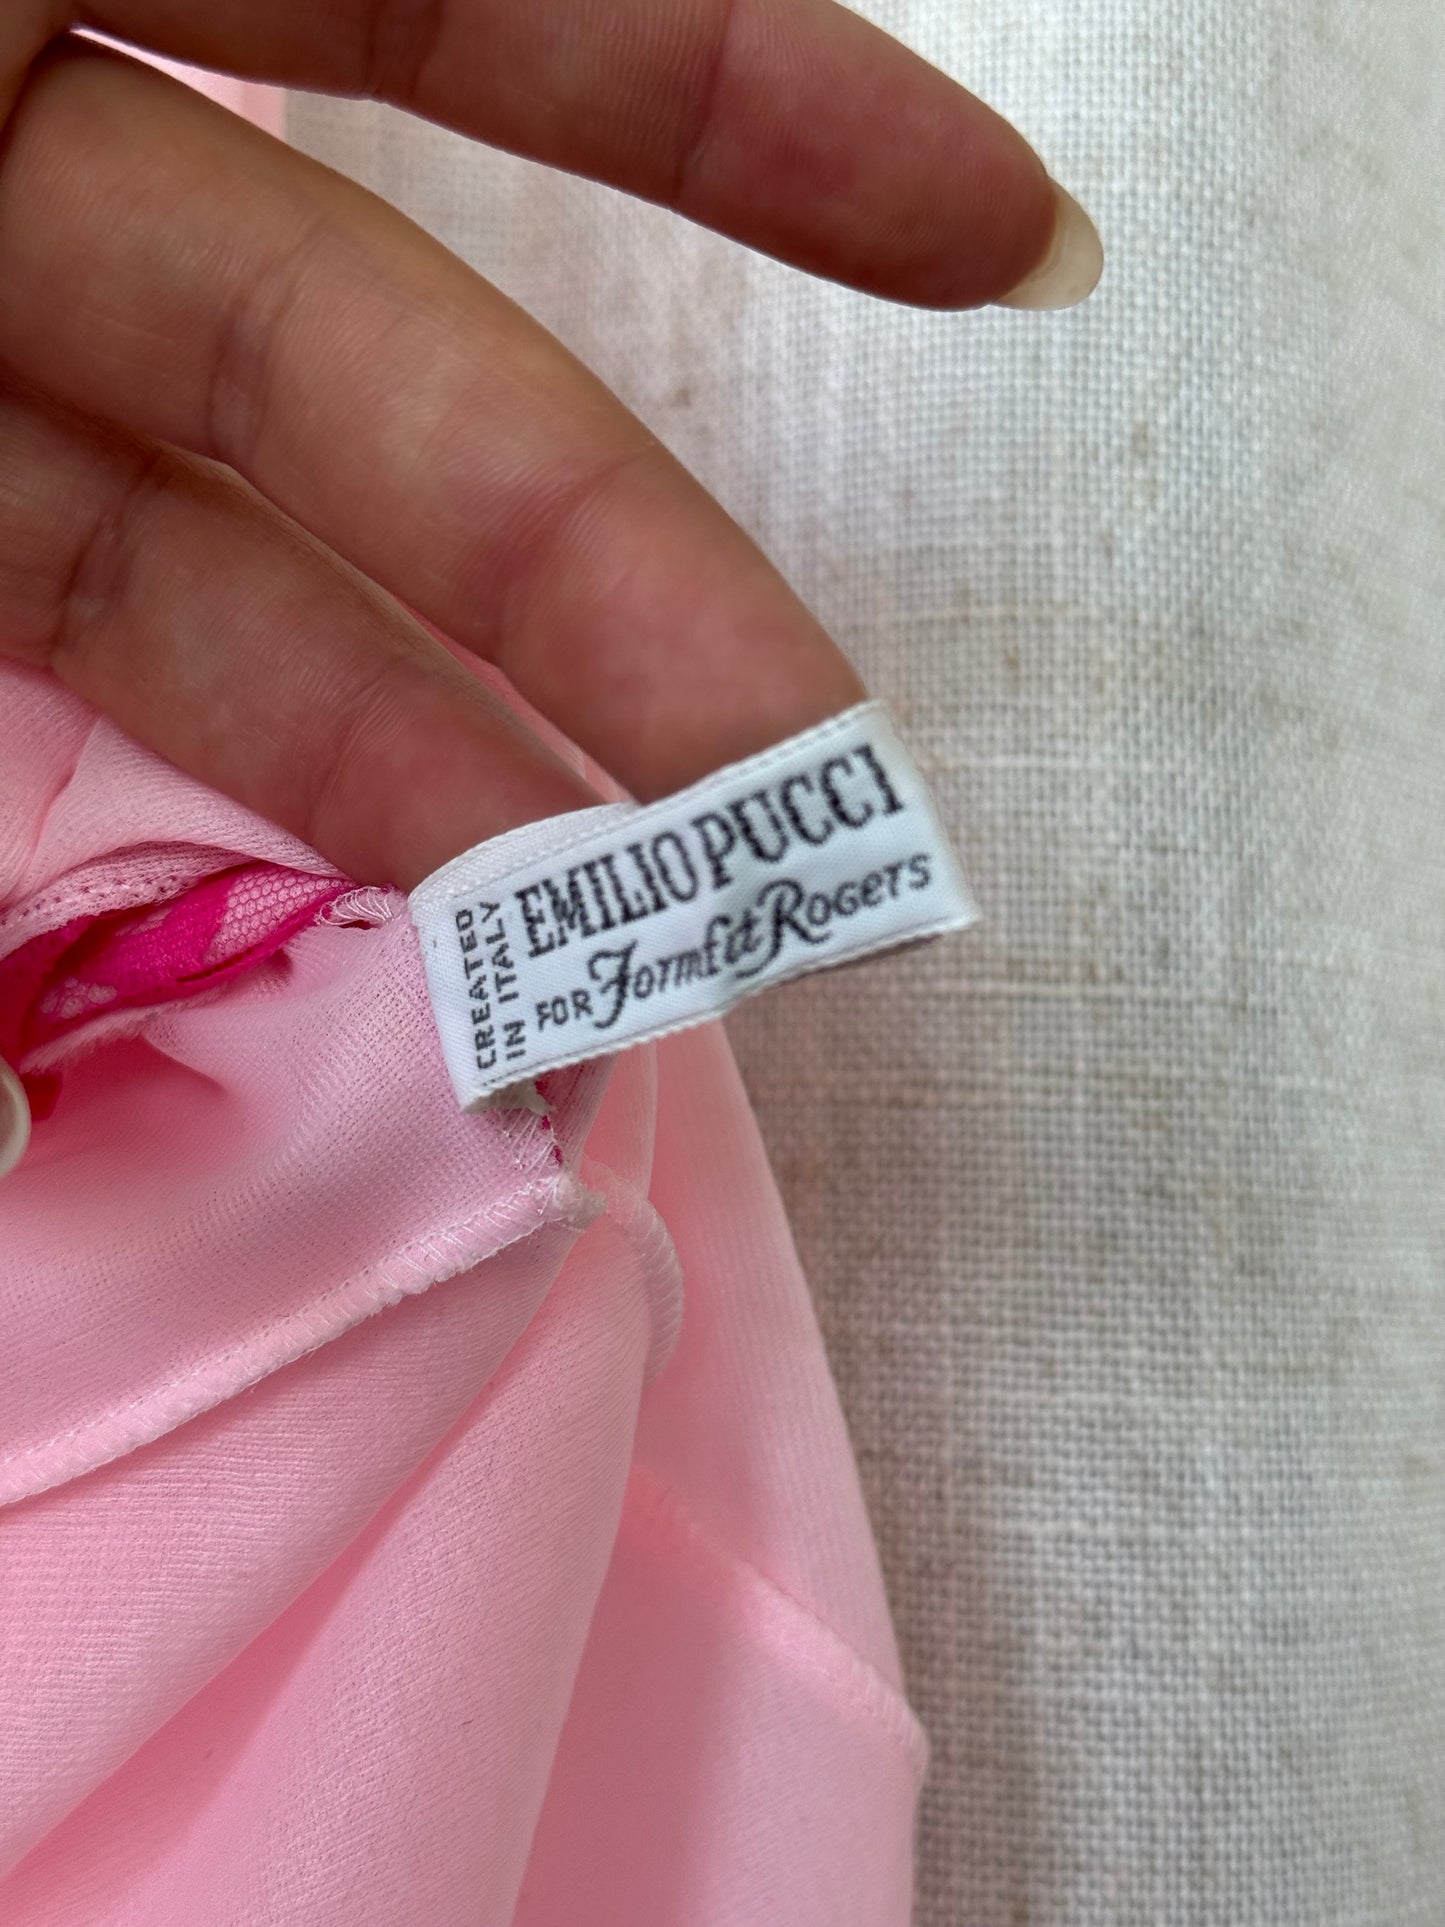 CREATED
IN ITALY
EMILIO PUCCI
FOR Formfit Rogers